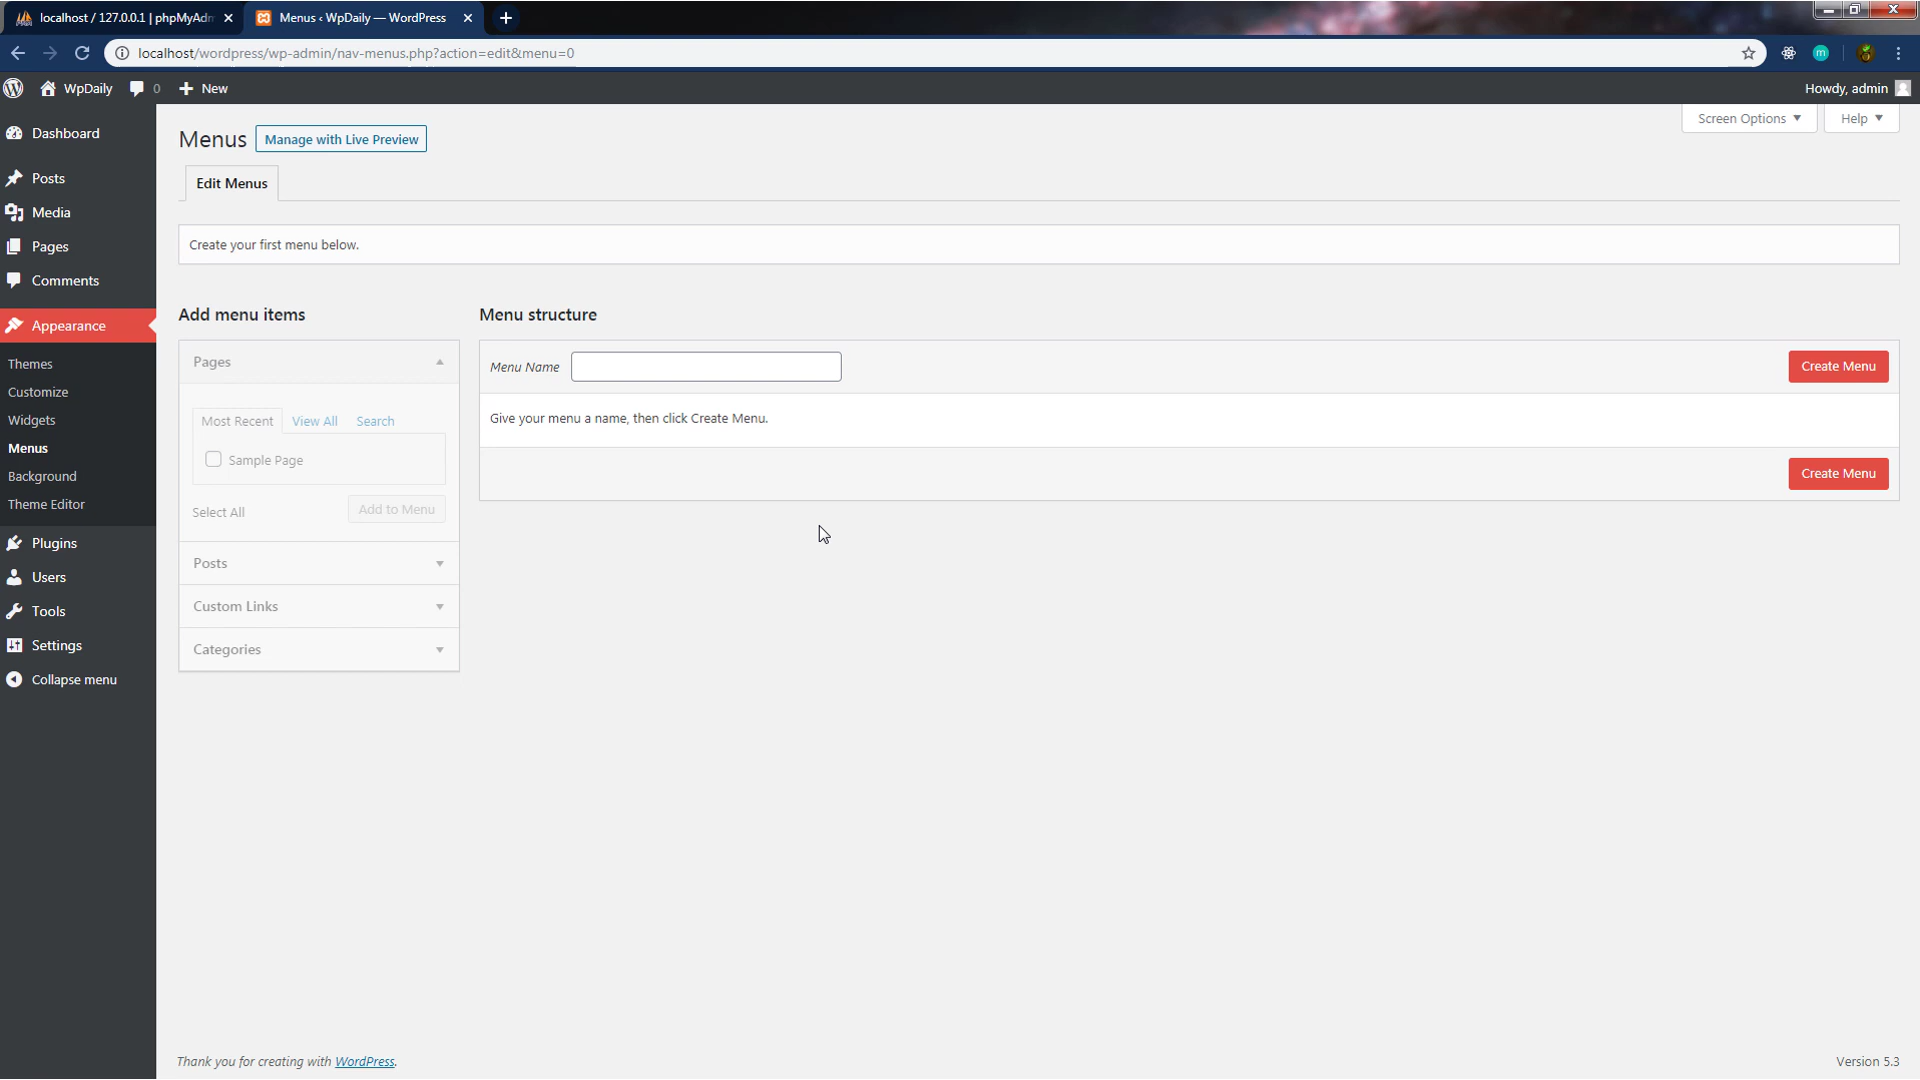 localhost / 127.0.0.1 | phpMyAdm
Menus ‹ WpDaily — WordPress
localhost/wordpress/wp-admin/nav-menus.php?action=edit&menu=0
m
WpDaily
0
New
Howdy, admin
Dashboard
Posts
Media
Pages
Comments
Appearance
Themes
Customize
Widgets
Menus
Background
Theme Editor
Plugins
Users
Tools
Settings
Collapse menu
Screen Options
Help
Menus
Manage with Live Preview
Edit Menus
Create your first menu below.
Add menu items
Pages
Most Recent
View All
Search
Sample Page
Select All
Add to Menu
Posts
Custom Links
Categories
Menu structure
Menu Name
Create Menu
Give your menu a name, then click Create Menu.
Create Menu
Thank you for creating with WordPress.
Version 5.3